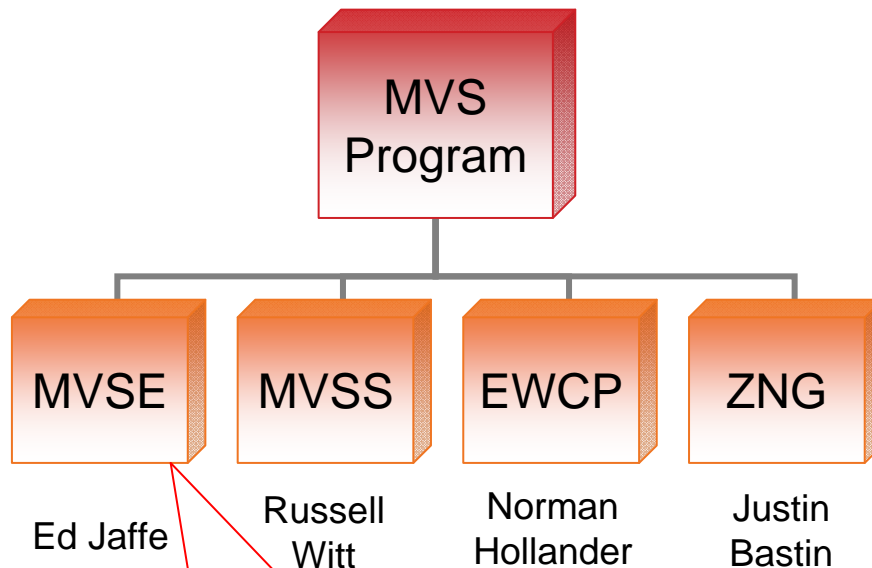 MVS
Program
MVSE
MVSS
EWCP
ZNG
Ed Jaffe
Russell
Witt
Norman
Hollander
Justin
Bastin